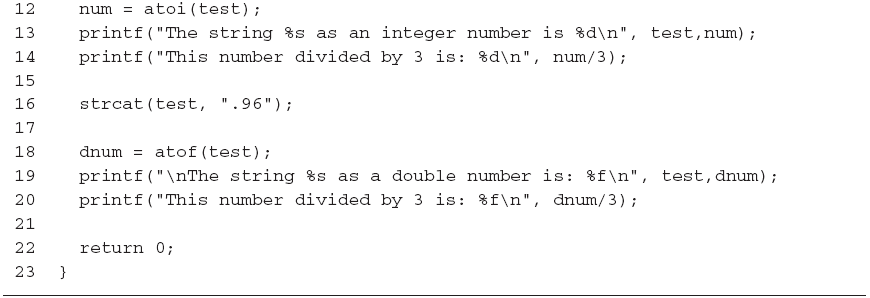 12    num = atoi(test);
13    printf("The string %s as an integer number is %d\n", test,num);
14    printf("This number divided by 3 is: %d\n", num/3);
15
16    strcat(test, ".96");
17
18    dnum = atof(test);
19    printf("\nThe string %s as a double number is: %f\n", test,dnum);
20    printf("This number divided by 3 is: %f\n", dnum/3);
21
22    return 0;
23  }